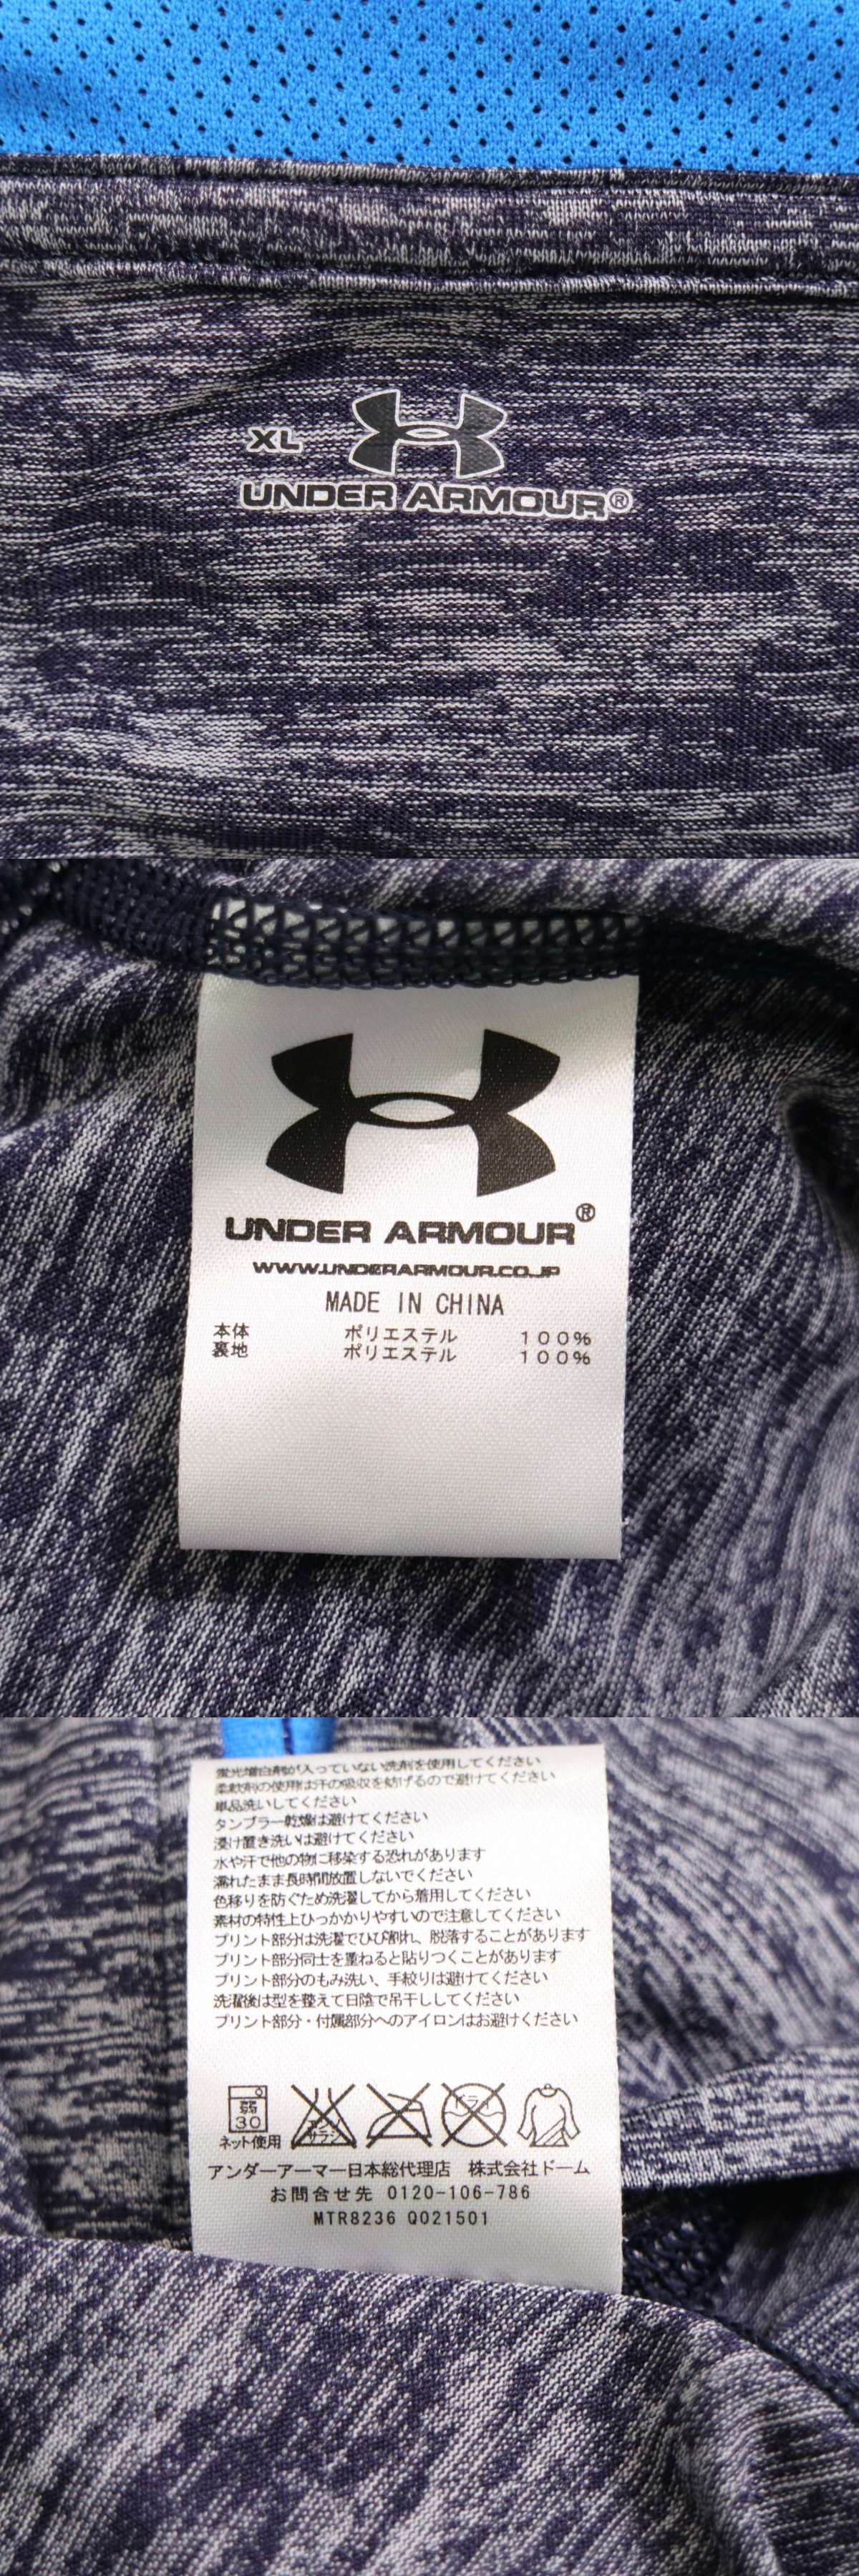 XL
UNDER ARMOUR®
UNDER ARMOUR®
WWW.UNDERARMOUR.CO.JP
MADE IN CHINA
本体 ポリエステル 100%
裏地 ポリエステル 100%
蛍光増白剤が入っていない洗剤を使用してください
柔軟剤の使用は汗の吸収を妨げるので避けてください
単品洗いしてください
タンブラー乾燥は避けてください
浸け置き洗いは避けてください
水や汗で他の物に移染する恐れがあります
濡れたまま長時間放置しないでください
色移りを防ぐため洗濯してから着用してください
素材の特性上ひっかかりやすいので注意してください
プリント部分は洗濯でひび割れ、脱落することがあります
プリント部分同士を重ねると貼りつくことがあります
プリント部分のもみ洗い、手絞りは避けてください
洗濯後は型を整えて日陰で吊干ししてください
プリント部分・付属部分へのアイロンはお避けください
弱
30
エンソ
サラシ
ドライ
ネット使用
アンダーアーマー日本総代理店 株式会社ドーム
お問合せ先 0120-106-786
MTR8236 Q021501